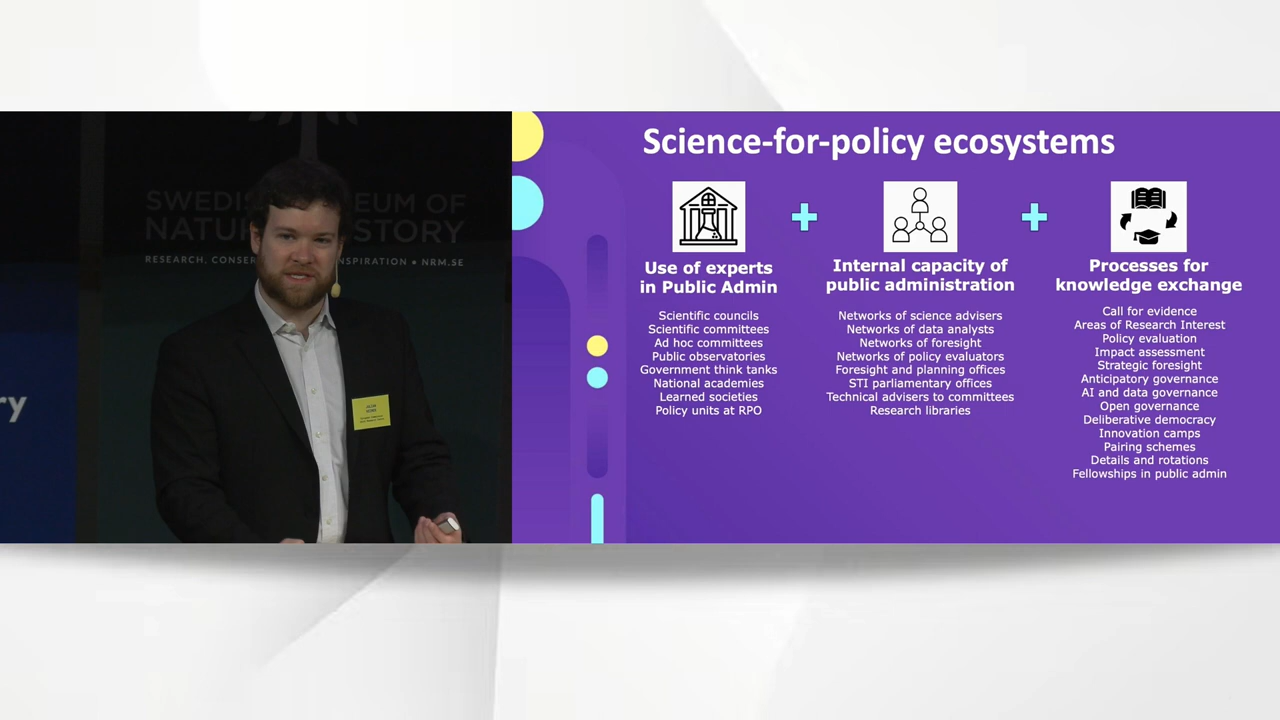 SWEDIS EUM OF
NATUR STORY
RESEARCH, CONSER NSPIRATION • NRM.SE
ry
Science-for-policy ecosystems
Use of experts
in Public Admin
Scientific councils
Scientific committees
Ad hoc committees
Public observatories
Government think tanks
National academies
Learned societies
Policy units at RPO
Internal capacity of
public administration
Networks of science advisers
Networks of data analysts
Networks of foresight
Networks of policy evaluators
Foresight and planning offices
STI parliamentary offices
Technical advisers to committees
Research libraries
Processes for
knowledge exchange
Call for evidence
Areas of Research Interest
Policy evaluation
Impact assessment
Strategic foresight
Anticipatory governance
AI and data governance
Open governance
Deliberative democracy
Innovation camps
Pairing schemes
Details and rotations
Fellowships in public admin